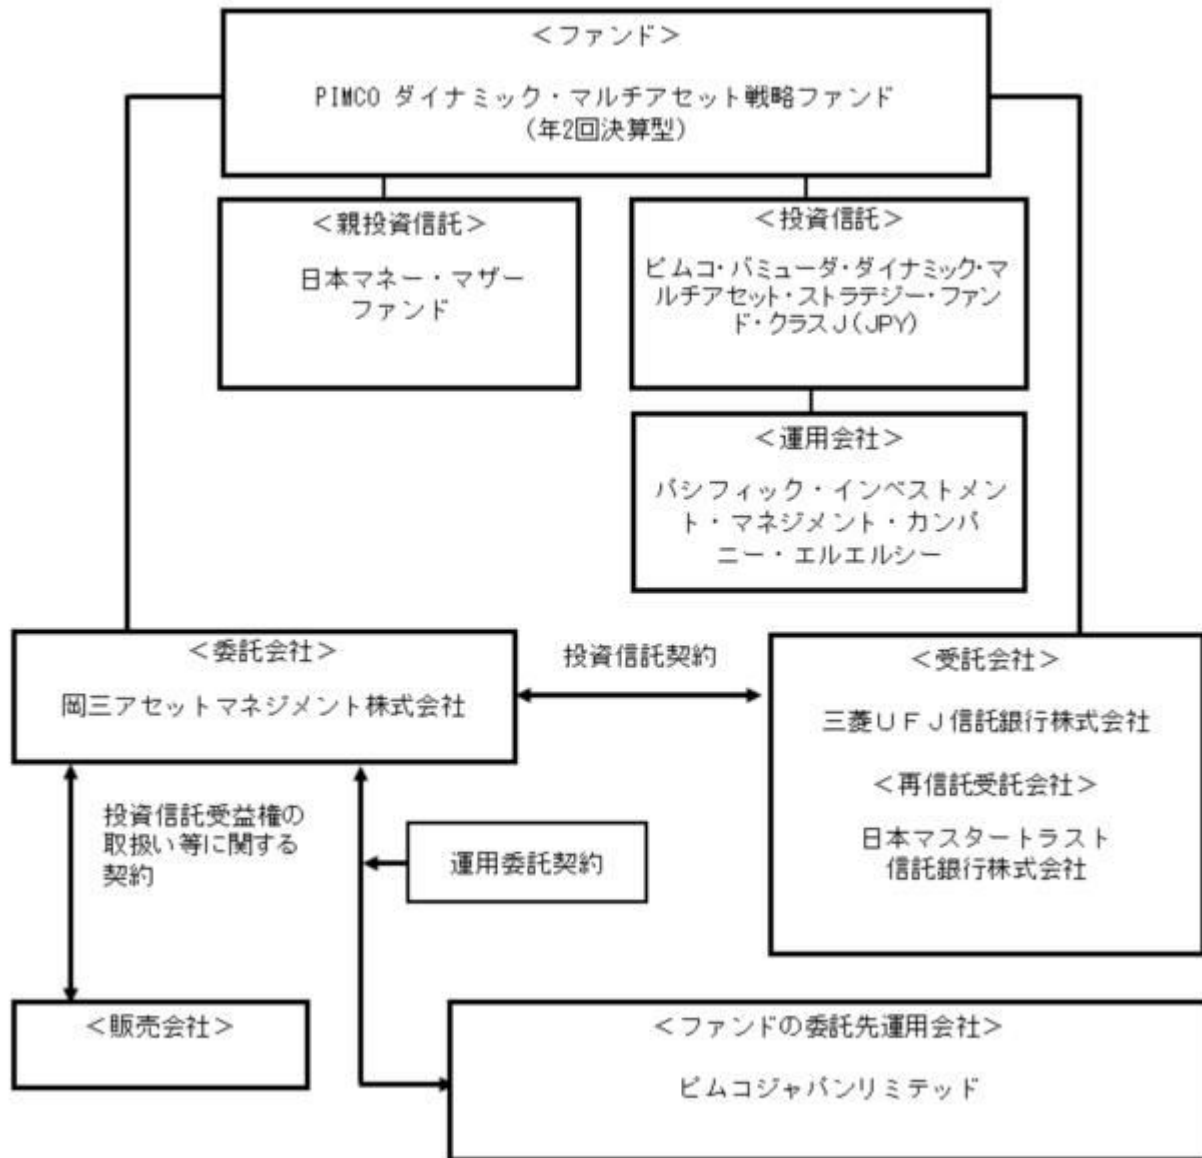 ＜ファンド＞
PIMCO ダイナミック・マルチアセット戦略ファンド
（年2回決算型）
＜親投資信託＞
日本マネー・マザー
ファンド
＜投資信託＞
ピムコ・バミューダ・ダイナミック・マ
ルチアセット・ストラテジー・ファン
ド・クラスＪ（JPY）
＜運用会社＞
パシフィック・インベストメン
ト・マネジメント・カンパ
ニー・エルエルシー
＜委託会社＞
岡三アセットマネジメント株式会社
投資信託契約
＜受託会社＞
三菱ＵＦＪ信託銀行株式会社
＜再信託受託会社＞
日本マスタートラスト
信託銀行株式会社
投資信託受益権の
取扱い等に関する
契約
運用委託契約
＜販売会社＞
＜ファンドの委託先運用会社＞
ピムコジャパンリミテッド